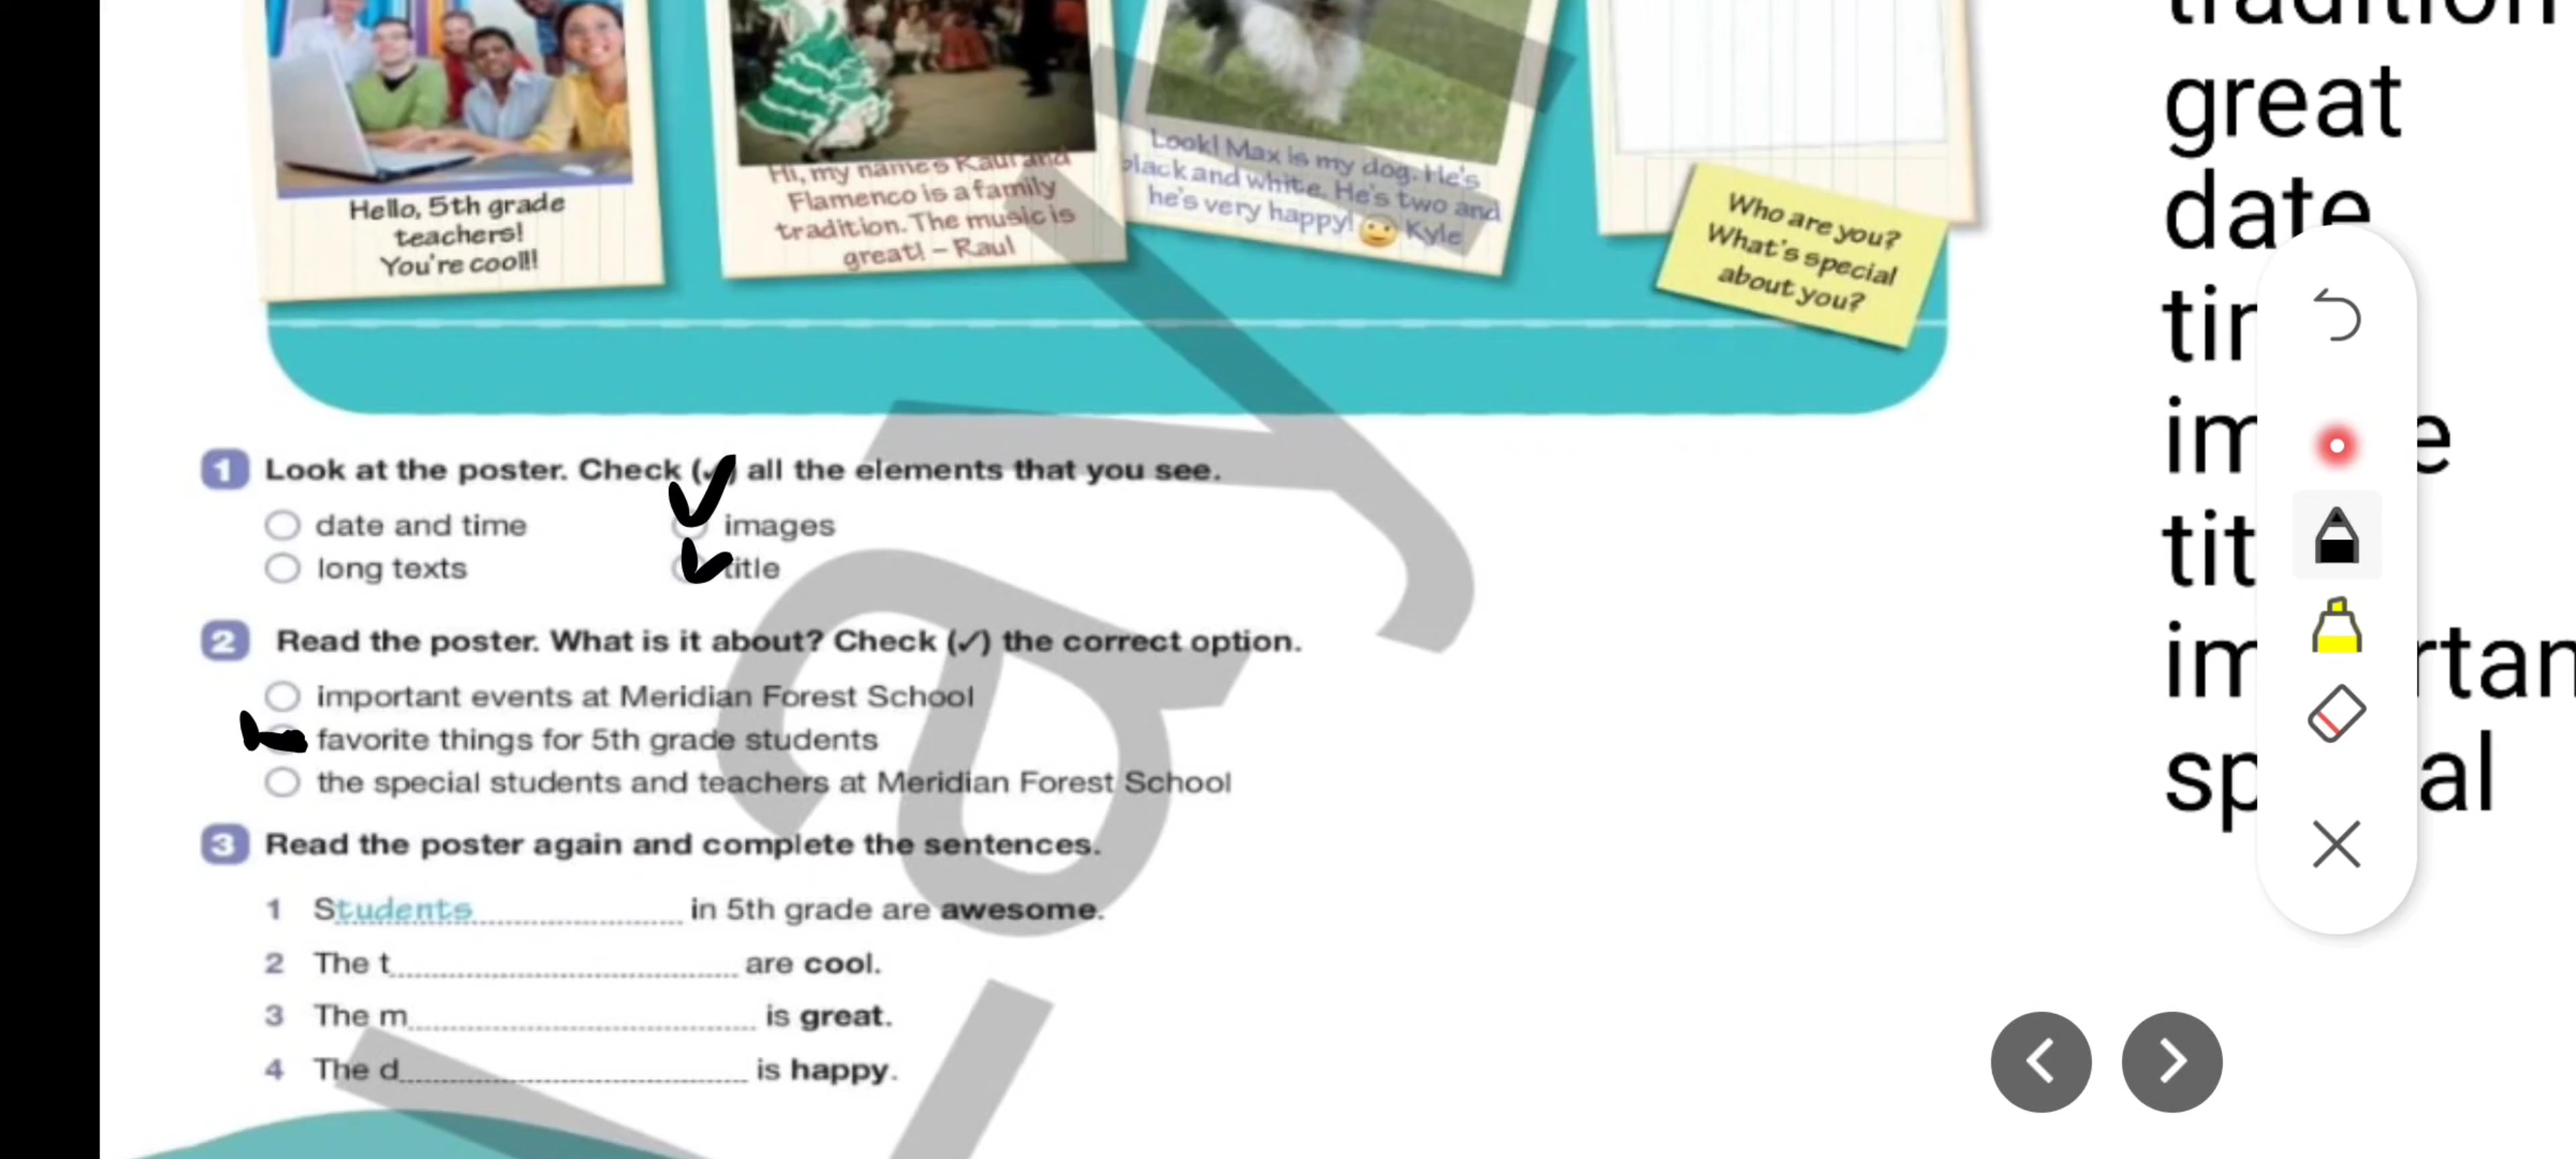 Hello, 5th grade
teachers!
You're cool!!
Hi, my name's Raul and
Flamenco is a family
tradition. The music is
great! – Raul
Look! Max is my dog. He's
black and white. He's two and
he's very happy! Kyle
Who are you?
What's special
about you?
1 Look at the poster. Check (✓) all the elements that you see.
date and time images
long texts title
2 Read the poster. What is it about? Check (✓) the correct option.
important events at Meridian Forest School
favorite things for 5th grade students
the special students and teachers at Meridian Forest School
3 Read the poster again and complete the sentences.
1 Students in 5th grade are awesome.
2 The t are cool.
3 The m is great.
4 The d is happy.
tradition
great
date